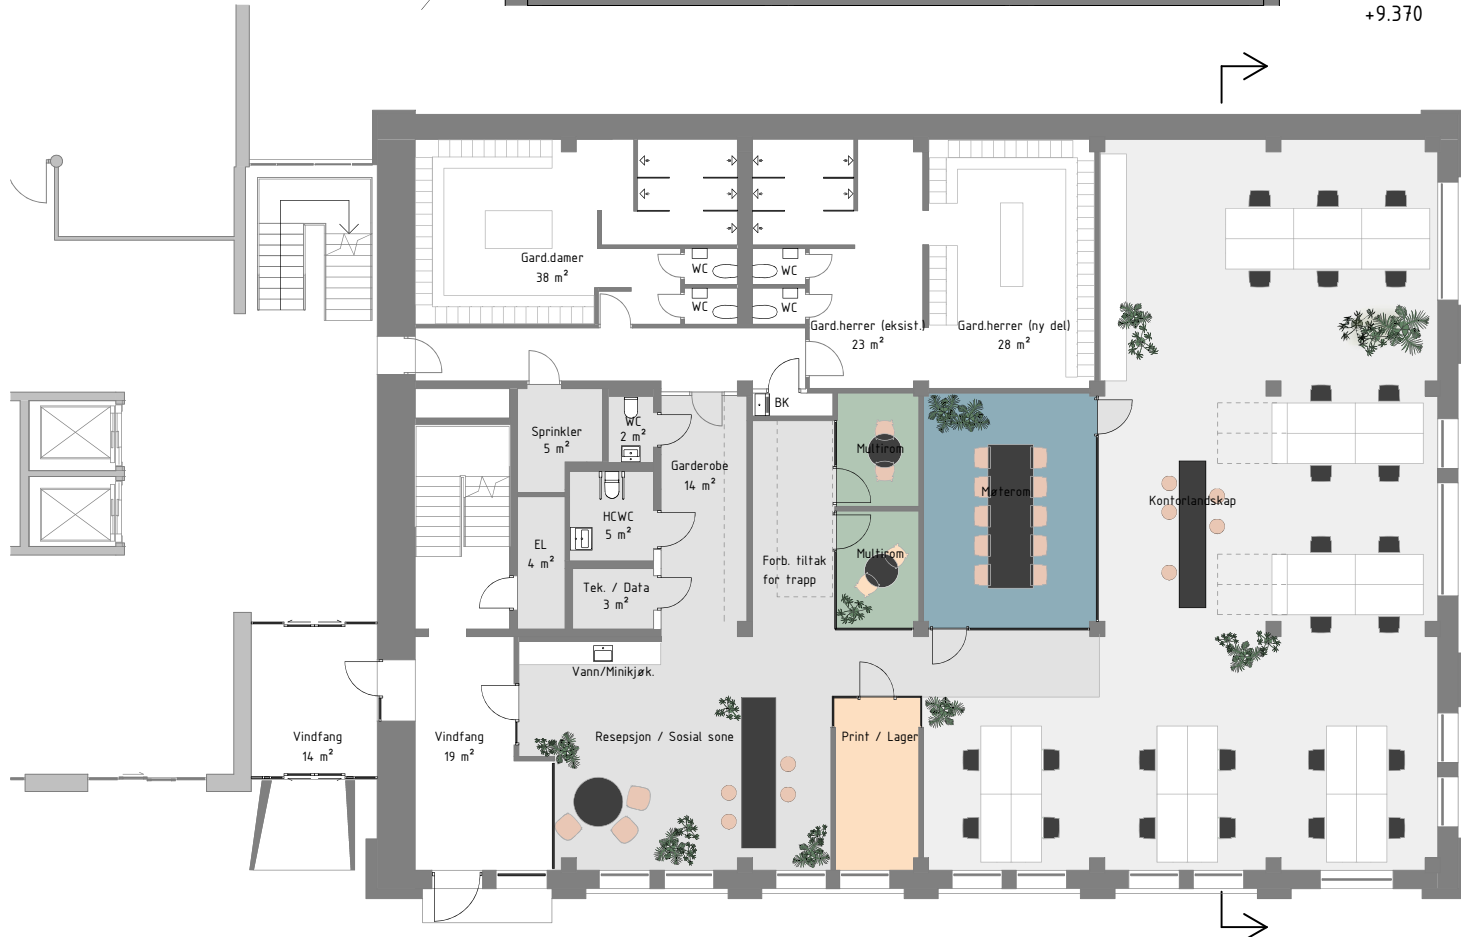 +9.370
Gard.damer
38 m²
WC
WC
WC
WC
Gard.herrer (eksist.)
23 m²
Gard.herrer (ny del)
28 m²
BK
Sprinkler
5 m²
WC
2 m²
Garderobe
14 m²
Multirom
Møterom
Kontorlandskap
HCWC
5 m²
EL
4 m²
Tek. / Data
3 m²
Forb. tiltak
for trapp
Multirom
Vann/Minikjøk.
Vindfang
14 m²
Vindfang
19 m²
Resepsjon / Sosial sone
Print / Lager